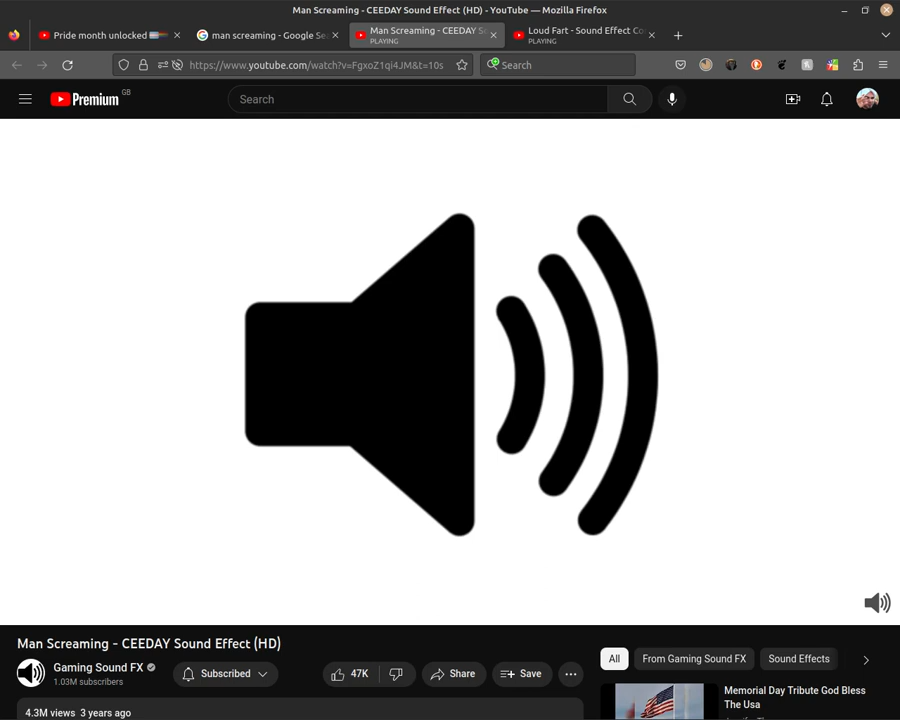 Man Screaming - CEEDAY Sound Effect (HD) - YouTube — Mozilla Firefox
Pride month unlocked
man screaming - Google Se
Man Screaming - CEEDAY S
PLAYING
Loud Fart - Sound Effect Co
PLAYING
https://www.youtube.com/watch?v=FgxoZ1qi4JM&t=10s
Search
Premium GB
Search
Man Screaming - CEEDAY Sound Effect (HD)
Gaming Sound FX
1.03M subscribers
Subscribed
47K
Share
Save
All
From Gaming Sound FX
Sound Effects
4.3M views 3 years ago
Memorial Day Tribute God Bless
The Usa